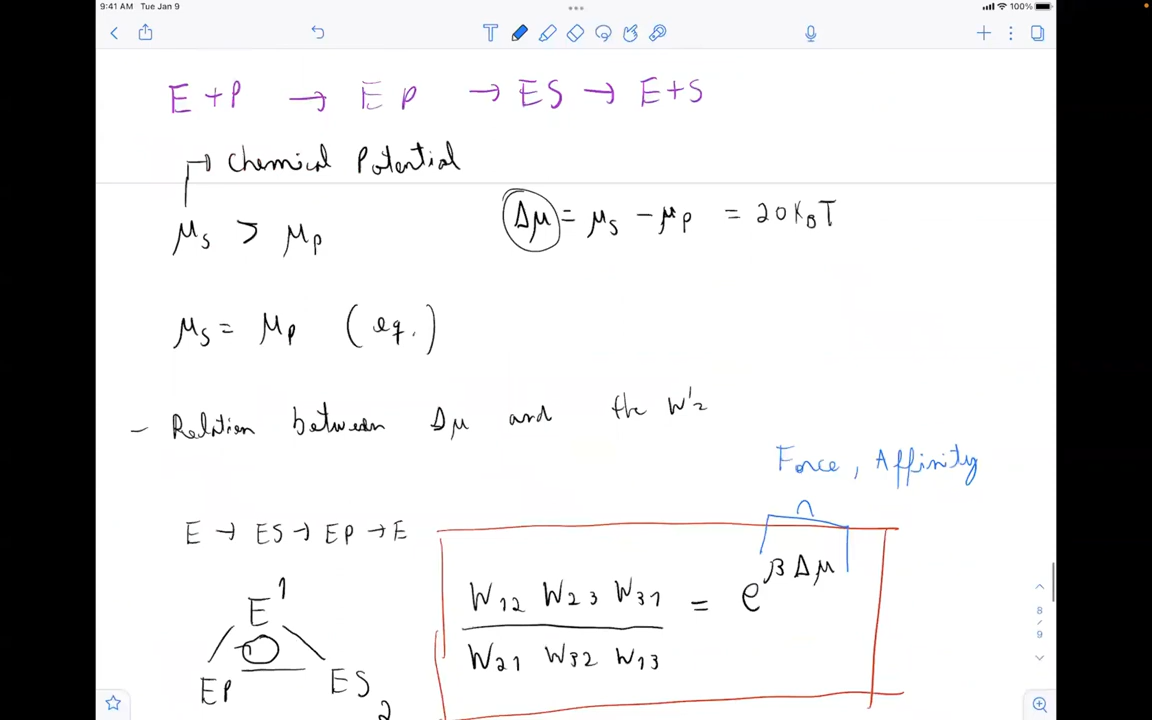 9:41 AM Tue Jan 9
100%
E + P → E P → ES → E+S
Chemical Potential
μS > μP
Δμ = μS - μP = 20 KBT
μS = μP (eq.)
- Relation between Δμ and the W's
Force, Affinity
E → ES → EP → E
W12 W23 W31 = e^βΔμ
W21 W32 W13
E 1
EP ES 2
8 / 9